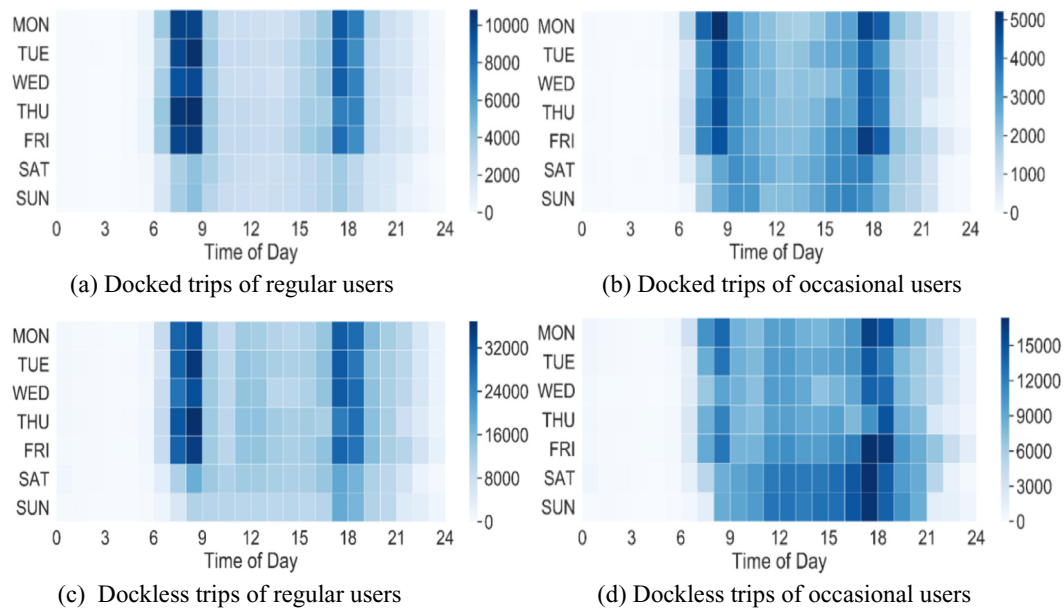 MON
TUE
WED
THU
FRI
SAT
SUN
0 3 6 9 12 15 18 21 24
Time of Day
10000
8000
6000
4000
2000
0
(a) Docked trips of regular users
MON
TUE
WED
THU
FRI
SAT
SUN
0 3 6 9 12 15 18 21 24
Time of Day
5000
4000
3000
2000
1000
0
(b) Docked trips of occasional users
MON
TUE
WED
THU
FRI
SAT
SUN
0 3 6 9 12 15 18 21 24
Time of Day
32000
24000
16000
8000
0
(c) Dockless trips of regular users
MON
TUE
WED
THU
FRI
SAT
SUN
0 3 6 9 12 15 18 21 24
Time of Day
15000
12000
9000
6000
3000
0
(d) Dockless trips of occasional users